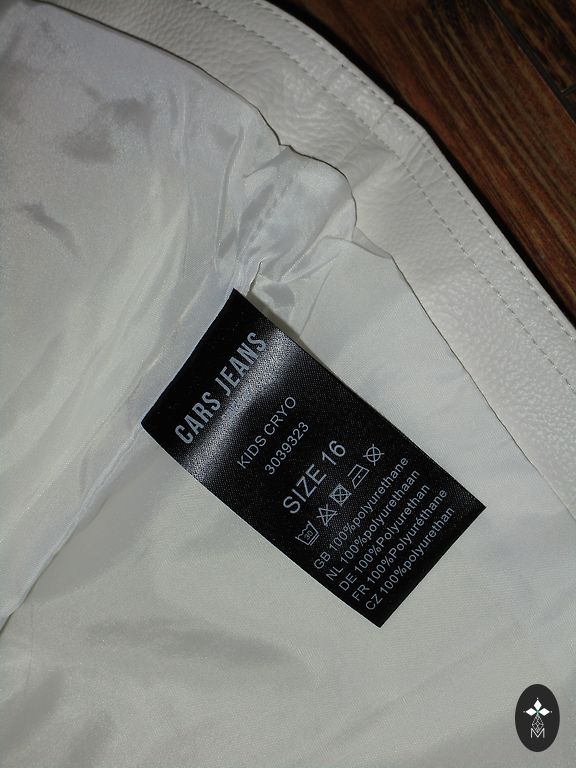 CARS JEANS
KIDS CRYO
3039323
SIZE 16
30
GB 100%polyurethane
NL 100%polyurethaan
DE 100%Polyurethan
FR 100%Polyuréthane
CZ 100%polyurethan
M